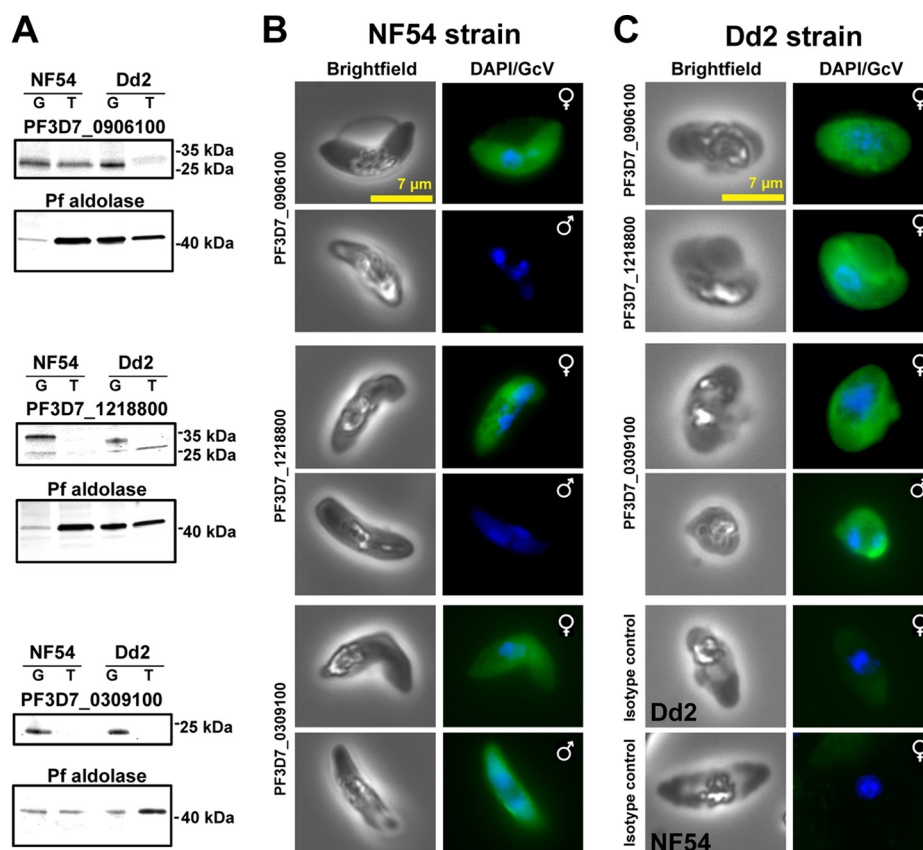 A
NF54 Dd2
G T G T
PF3D7_0906100
-35 kDa
-25 kDa
Pf aldolase
-40 kDa
NF54 Dd2
G T G T
PF3D7_1218800
-35 kDa
-25 kDa
Pf aldolase
-40 kDa
NF54 Dd2
G T G T
PF3D7_0309100
-25 kDa
Pf aldolase
-40 kDa
B NF54 strain
Brightfield DAPI/GcV
PF3D7_0906100
♀
7 µm
♂
PF3D7_1218800
♀
♂
PF3D7_0309100
♀
♂
C Dd2 strain
Brightfield DAPI/GcV
PF3D7_0906100
♀
7 µm
PF3D7_1218800
♀
PF3D7_0309100
♀
♂
Isotype control
Dd2
♀
Isotype control
NF54
♀